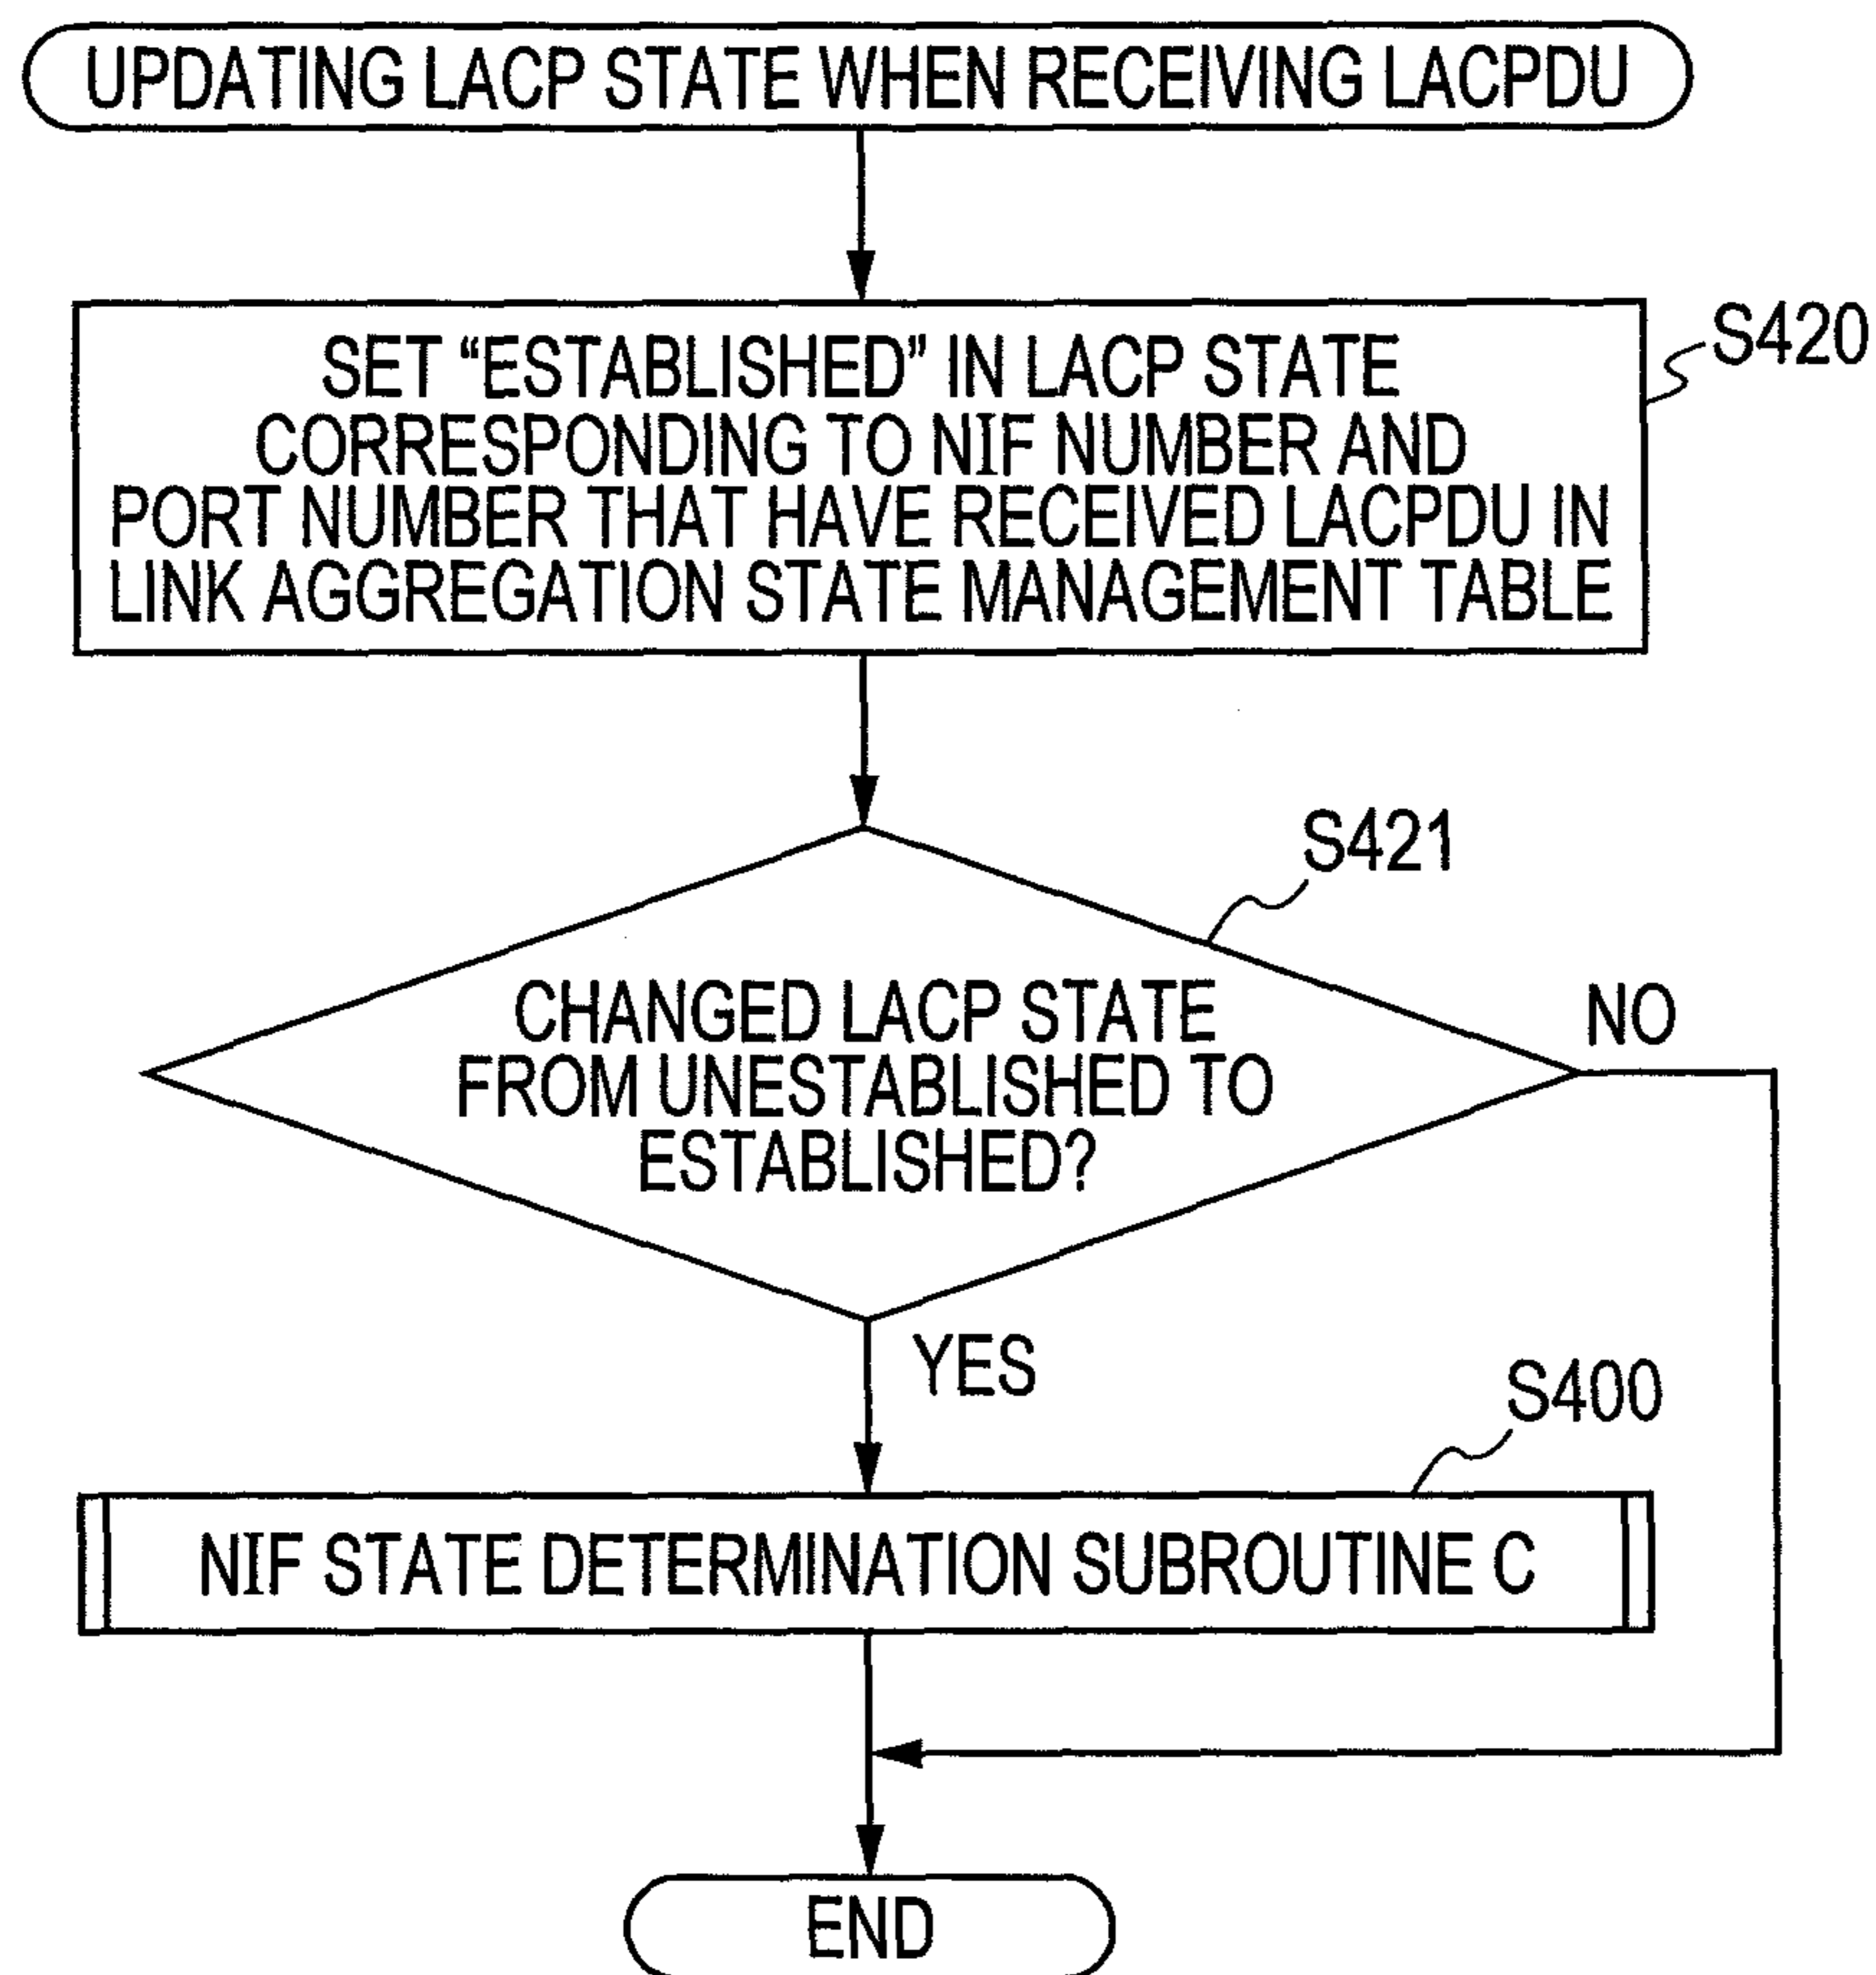 UPDATING LACP STATE WHEN RECEIVING LACPDU
SET “ESTABLISHED” IN LACP STATE
CORRESPONDING TO NIF NUMBER AND
PORT NUMBER THAT HAVE RECEIVED LACPDU IN
LINK AGGREGATION STATE MANAGEMENT TABLE
S420
S421
CHANGED LACP STATE
FROM UNESTABLISHED TO
ESTABLISHED?
NO
YES
S400
NIF STATE DETERMINATION SUBROUTINE C
END